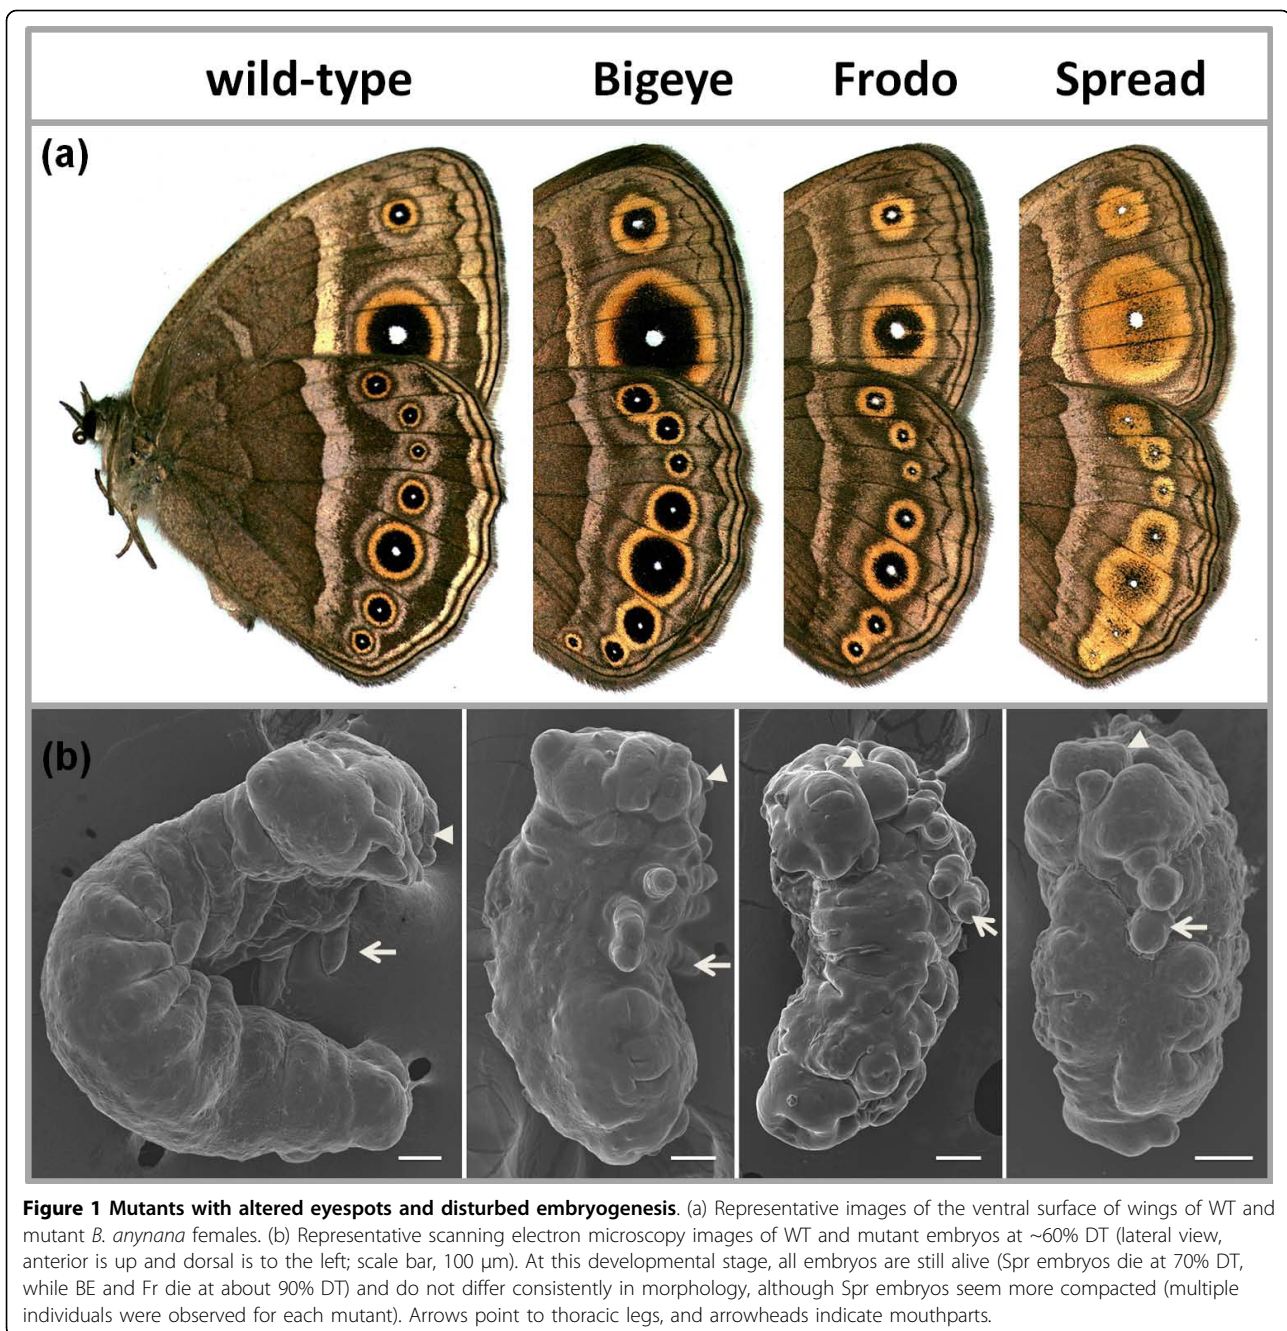 wild-type Bigeye Frodo Spread
(a)
(b)
Figure 1 Mutants with altered eyespots and disturbed embryogenesis. (a) Representative images of the ventral surface of wings of WT and
mutant B. anynana females. (b) Representative scanning electron microscopy images of WT and mutant embryos at ~60% DT (lateral view,
anterior is up and dorsal is to the left; scale bar, 100 μm). At this developmental stage, all embryos are still alive (Spr embryos die at 70% DT,
while BE and Fr die at about 90% DT) and do not differ consistently in morphology, although Spr embryos seem more compacted (multiple
individuals were observed for each mutant). Arrows point to thoracic legs, and arrowheads indicate mouthparts.